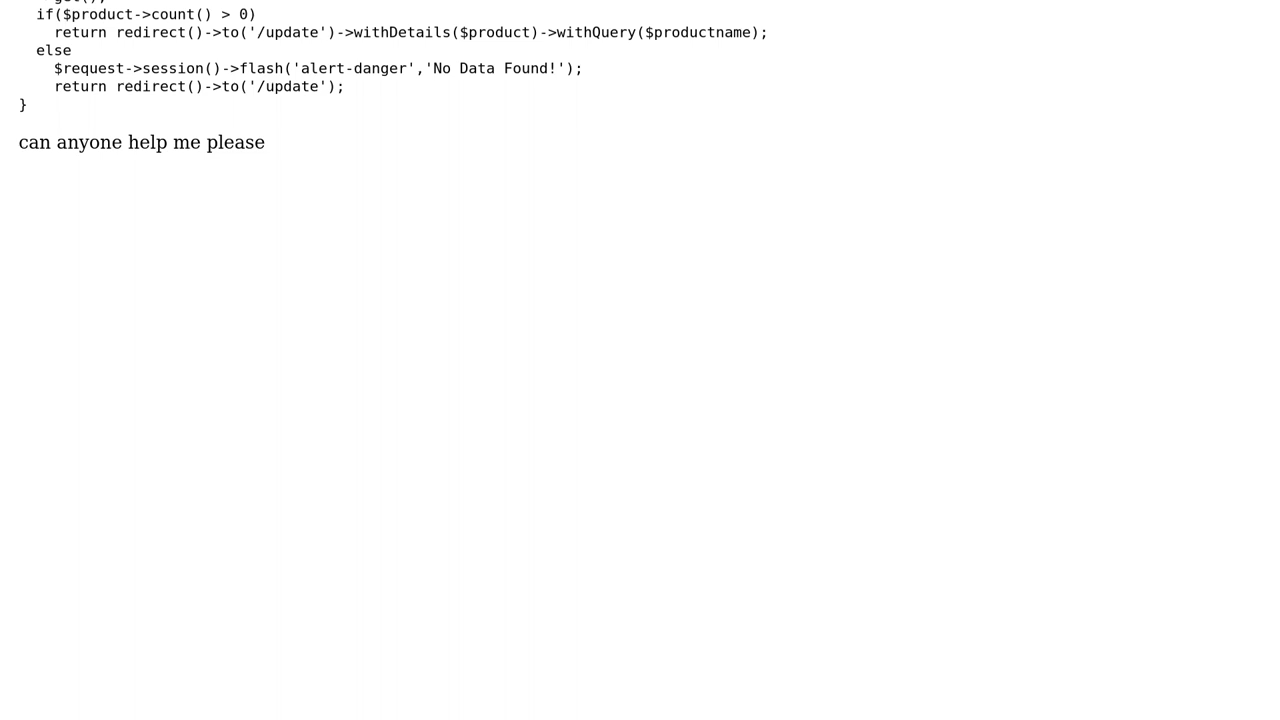 if($product->count() > 0)
return redirect()->to('/update')->withDetails($product)->withQuery($productname);
else
$request->session()->flash('alert-danger','No Data Found!');
return redirect()->to('/update');
}
can anyone help me please